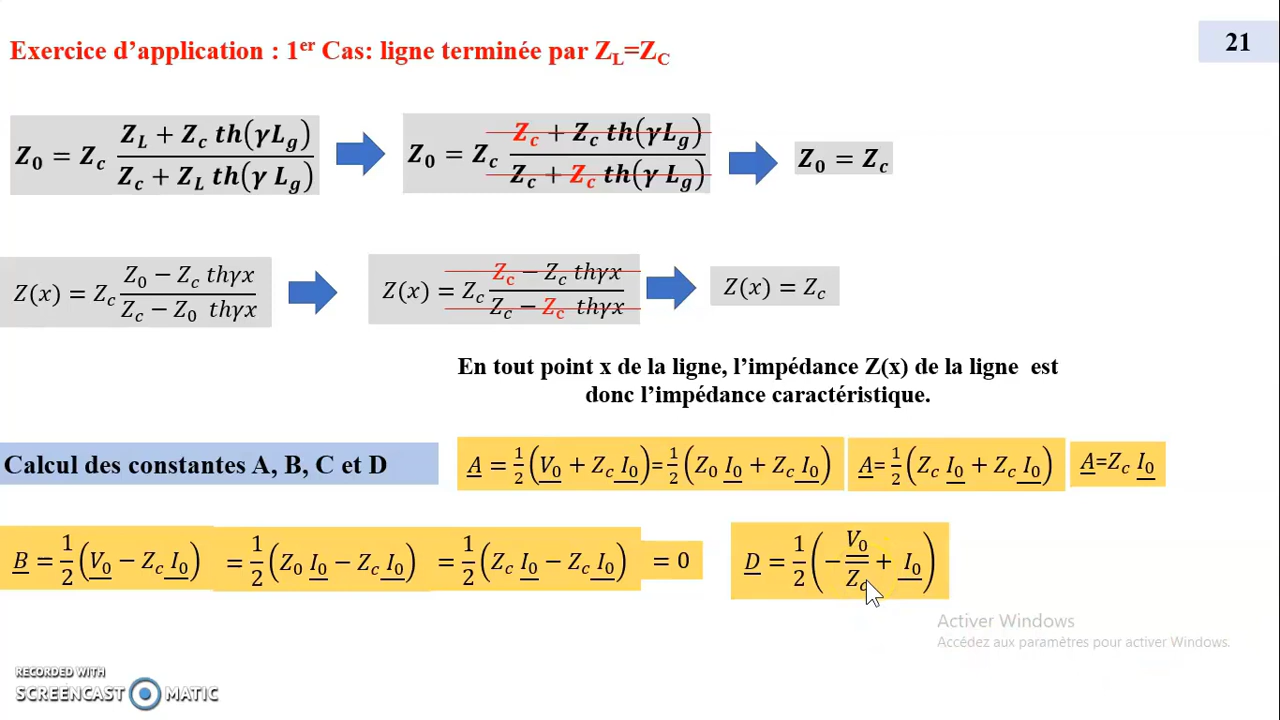 Exercice d'application : 1er Cas: ligne terminée par ZL=ZC
21
Z0 = Zc (ZL + Zc th(γLg)) / (Zc + ZL th(γ Lg))
Z0 = Zc (Zc + Zc th(γLg)) / (Zc + Zc th(γ Lg))
Z0 = Zc
Z(x) = Zc (Z0 − Zc thγx) / (Zc − Z0 thγx)
Z(x) = Zc (Zc − Zc thγx) / (Zc − Zc thγx)
Z(x) = Zc
En tout point x de la ligne, l'impédance Z(x) de la ligne est
donc l'impédance caractéristique.
Calcul des constantes A, B, C et D
A = 1/2 (V0 + Zc I0)=1/2 (Z0 I0 + Zc I0)
A= 1/2 (Zc I0 + Zc I0)
A=Zc I0
B = 1/2 (V0 − Zc I0) = 1/2 (Z0 I0 − Zc I0) = 1/2 (Zc I0 − Zc I0) = 0
D = 1/2 (− V0/Zc + I0)
Activer Windows
Accédez aux paramètres pour activer Windows.
RECORDED WITH
SCREENCAST MATIC